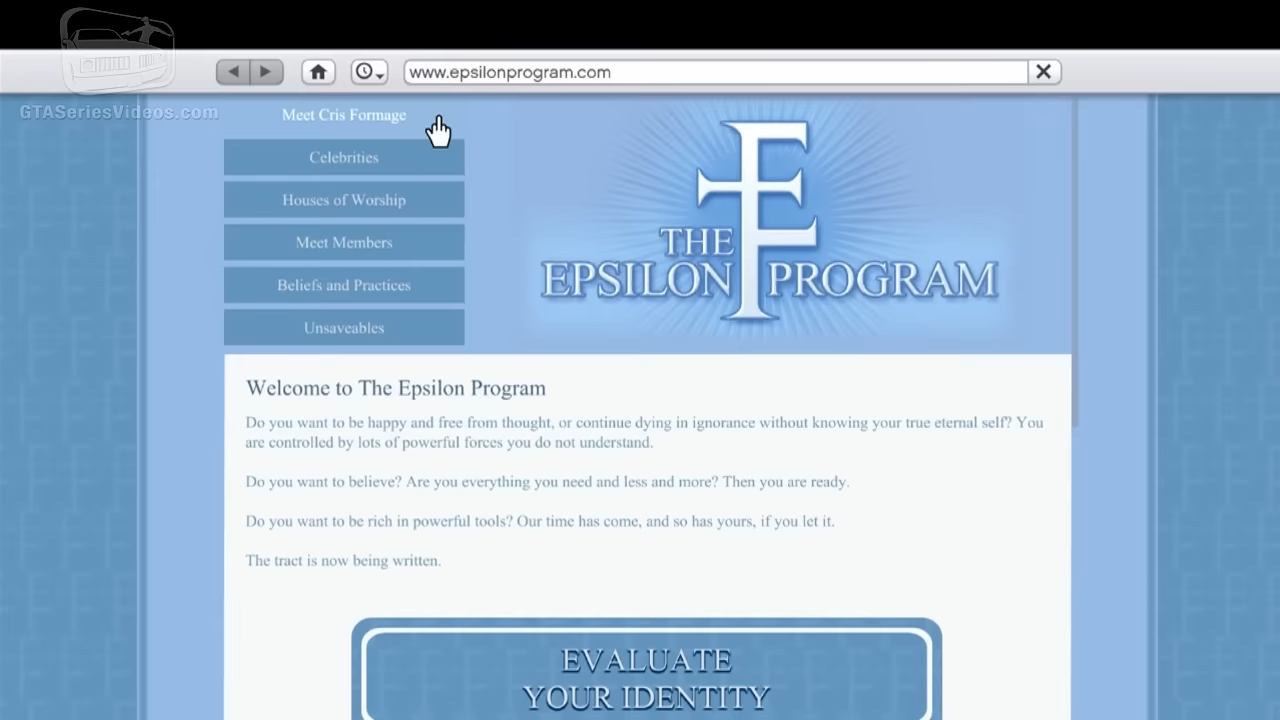 www.epsilonprogram.com
GTASeriesVideos.com
Meet Cris Formage
Celebrities
Houses of Worship
Meet Members
Beliefs and Practices
Unsaveables
THE
EPSILON PROGRAM
Welcome to The Epsilon Program
Do you want to be happy and free from thought, or continue dying in ignorance without knowing your true eternal self? You
are controlled by lots of powerful forces you do not understand.
Do you want to believe? Are you everything you need and less and more? Then you are ready.
Do you want to be rich in powerful tools? Our time has come, and so has yours, if you let it.
The tract is now being written.
EVALUATE
YOUR IDENTITY